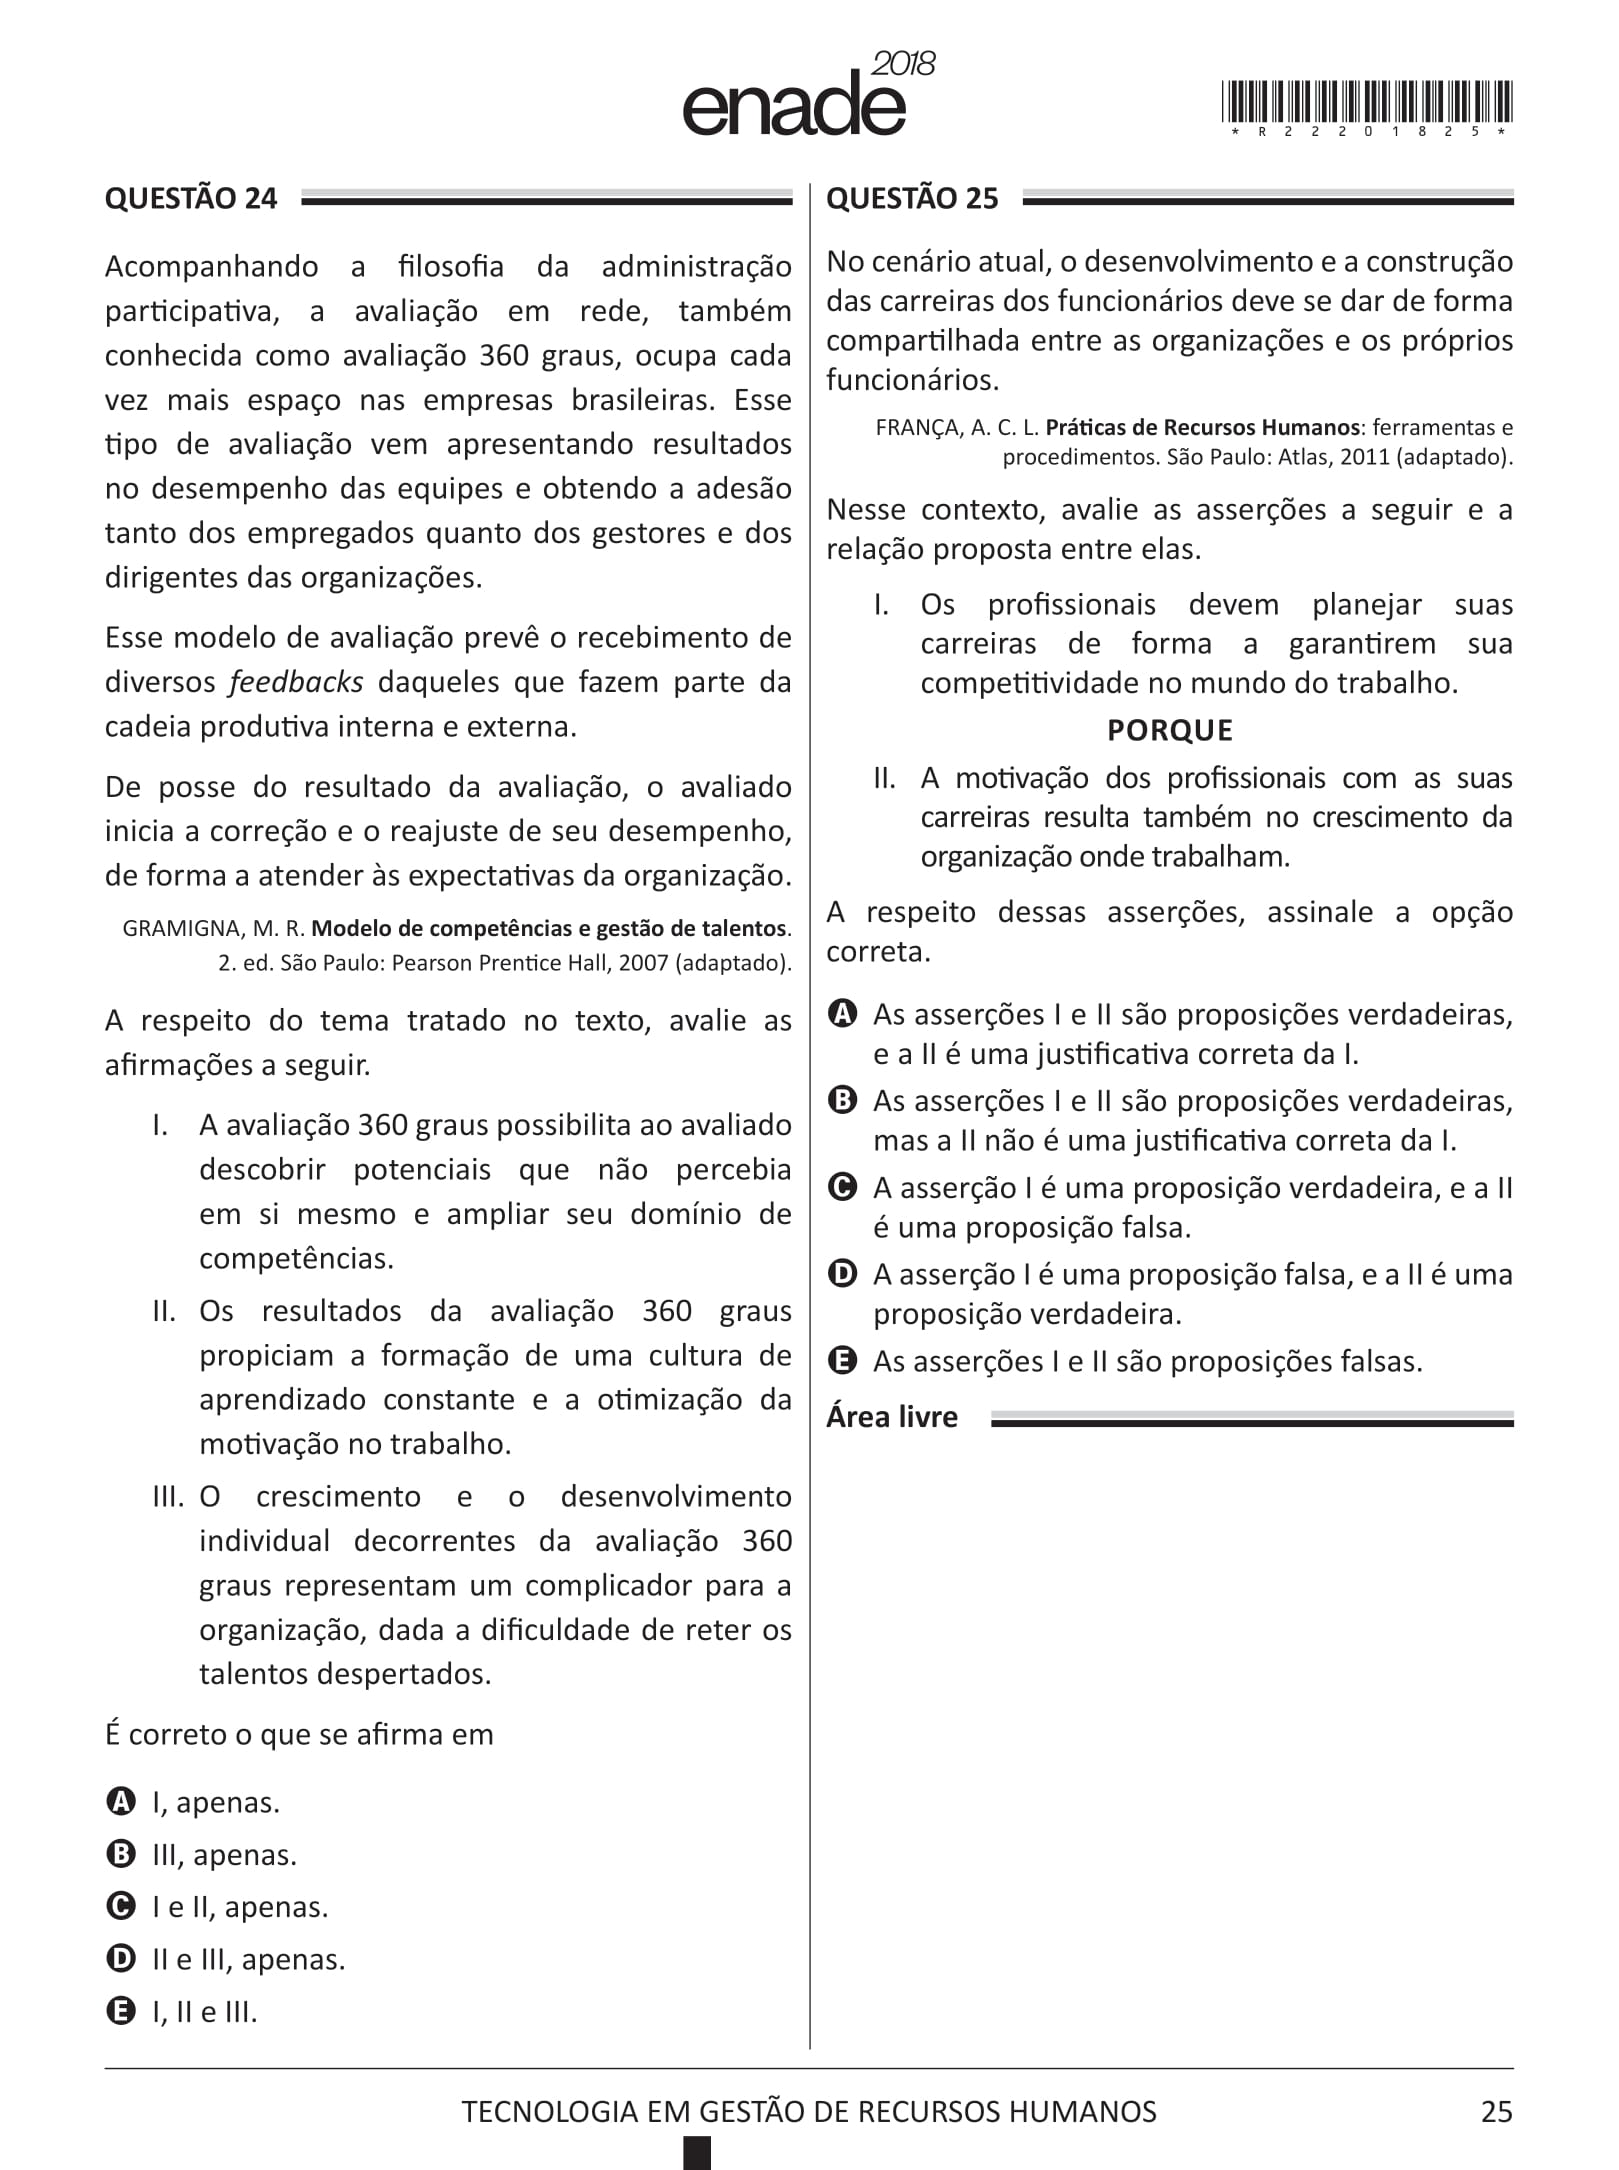 enade 2018
* R 2 2 2 0 1 8 2 5 *
QUESTÃO 24
Acompanhando a filosofia da administração
participativa, a avaliação em rede, também
conhecida como avaliação 360 graus, ocupa cada
vez mais espaço nas empresas brasileiras. Esse
tipo de avaliação vem apresentando resultados
no desempenho das equipes e obtendo a adesão
tanto dos empregados quanto dos gestores e dos
dirigentes das organizações.
Esse modelo de avaliação prevê o recebimento de
diversos feedbacks daqueles que fazem parte da
cadeia produtiva interna e externa.
De posse do resultado da avaliação, o avaliado
inicia a correção e o reajuste de seu desempenho,
de forma a atender às expectativas da organização.
GRAMIGNA, M. R. Modelo de competências e gestão de talentos.
2. ed. São Paulo: Pearson Prentice Hall, 2007 (adaptado).
A respeito do tema tratado no texto, avalie as
afirmações a seguir.
I. A avaliação 360 graus possibilita ao avaliado
descobrir potenciais que não percebia
em si mesmo e ampliar seu domínio de
competências.
II. Os resultados da avaliação 360 graus
propiciam a formação de uma cultura de
aprendizado constante e a otimização da
motivação no trabalho.
III. O crescimento e o desenvolvimento
individual decorrentes da avaliação 360
graus representam um complicador para a
organização, dada a dificuldade de reter os
talentos despertados.
É correto o que se afirma em
A I, apenas.
B III, apenas.
C I e II, apenas.
D II e III, apenas.
E I, II e III.
QUESTÃO 25
No cenário atual, o desenvolvimento e a construção
das carreiras dos funcionários deve se dar de forma
compartilhada entre as organizações e os próprios
funcionários.
FRANÇA, A. C. L. Práticas de Recursos Humanos: ferramentas e
procedimentos. São Paulo: Atlas, 2011 (adaptado).
Nesse contexto, avalie as asserções a seguir e a
relação proposta entre elas.
I. Os profissionais devem planejar suas
carreiras de forma a garantirem sua
competitividade no mundo do trabalho.
PORQUE
II. A motivação dos profissionais com as suas
carreiras resulta também no crescimento da
organização onde trabalham.
A respeito dessas asserções, assinale a opção
correta.
A As asserções I e II são proposições verdadeiras,
e a II é uma justificativa correta da I.
B As asserções I e II são proposições verdadeiras,
mas a II não é uma justificativa correta da I.
C A asserção I é uma proposição verdadeira, e a II
é uma proposição falsa.
D A asserção I é uma proposição falsa, e a II é uma
proposição verdadeira.
E As asserções I e II são proposições falsas.
Área livre
TECNOLOGIA EM GESTÃO DE RECURSOS HUMANOS
25